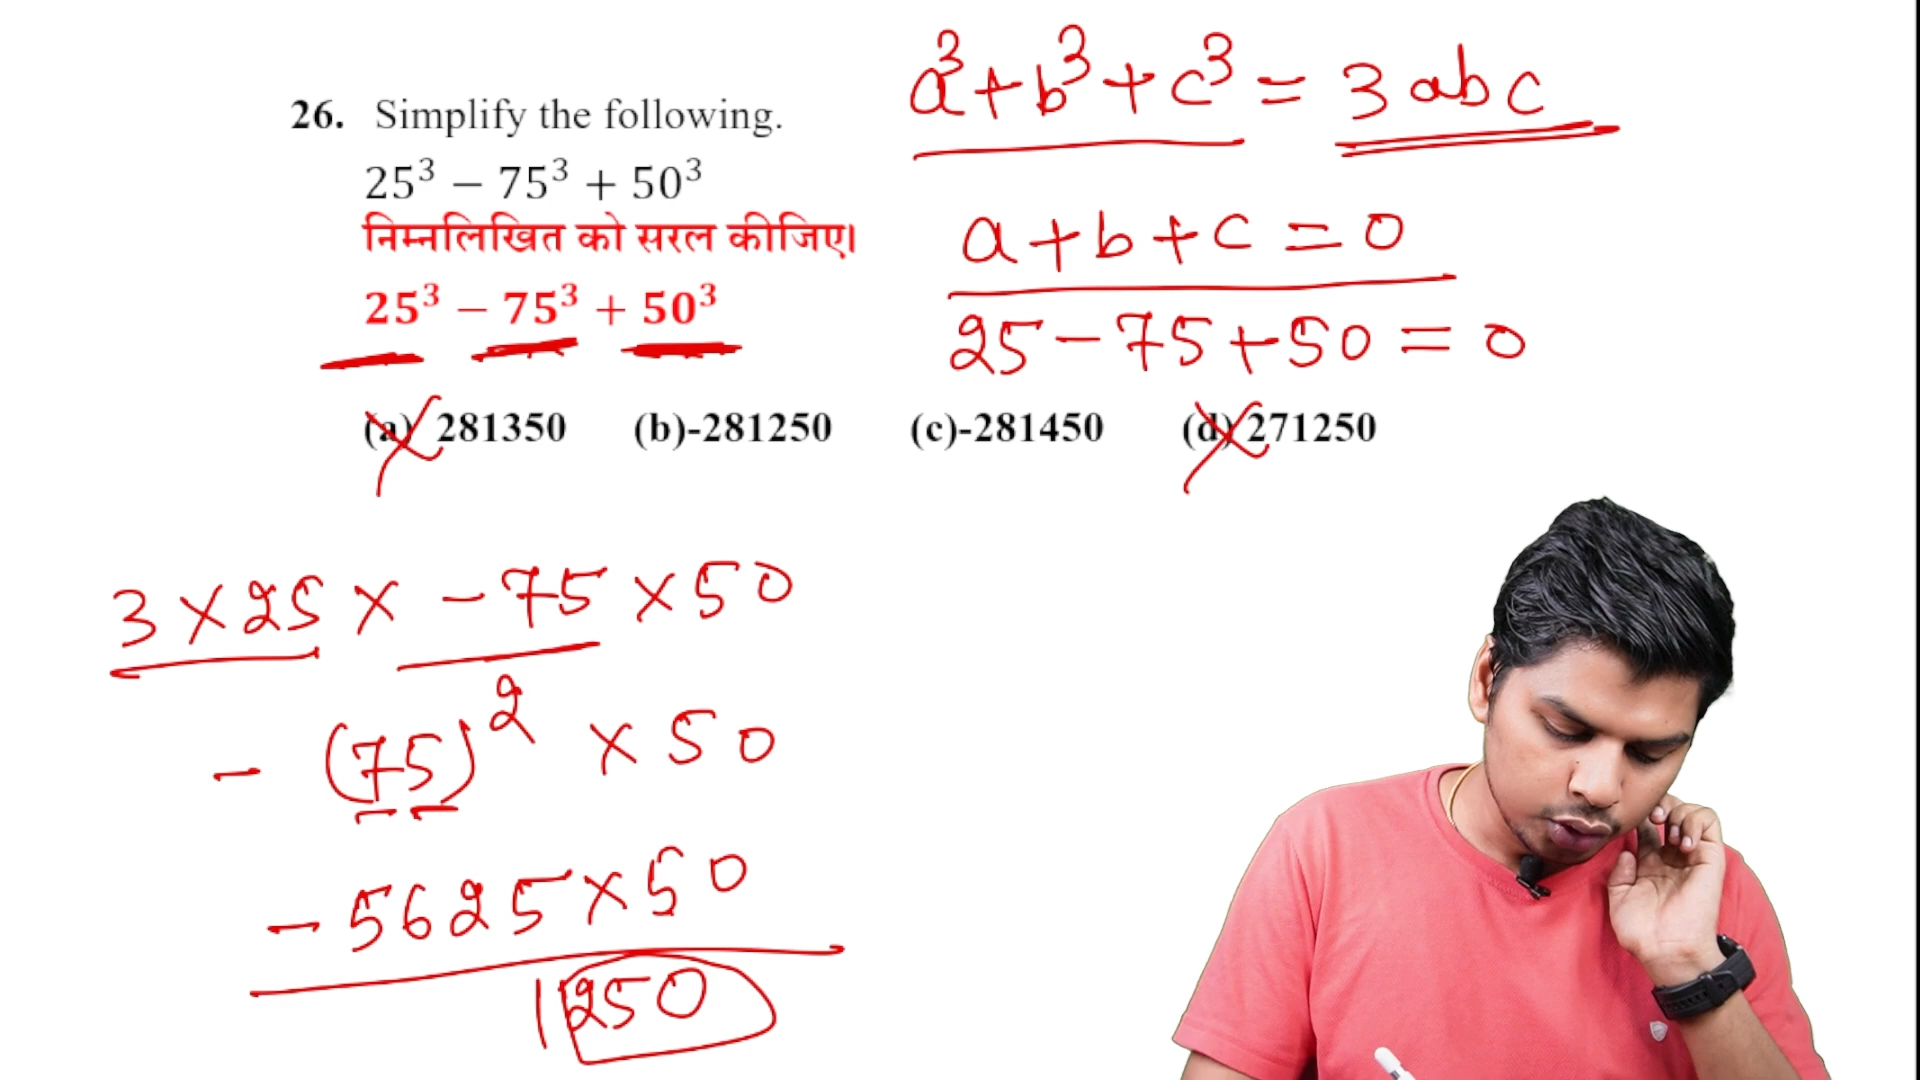 26. Simplify the following.
25³ − 75³ + 50³
निम्नलिखित को सरल कीजिए।
25³ − 75³ + 50³
(a) 281350 (b)-281250 (c)-281450 (d) 271250
a³+b³+c³ = 3abc
a+b+c=0
25−75+50=0
3×25×−75×50
−(75)²×50
−5625×50
1250